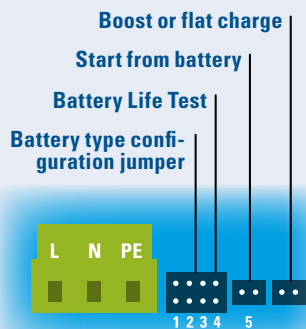 Boost or flat charge
Start from battery
Battery Life Test
Battery type confi-
guration jumper
L N PE
1 2 3 4 5